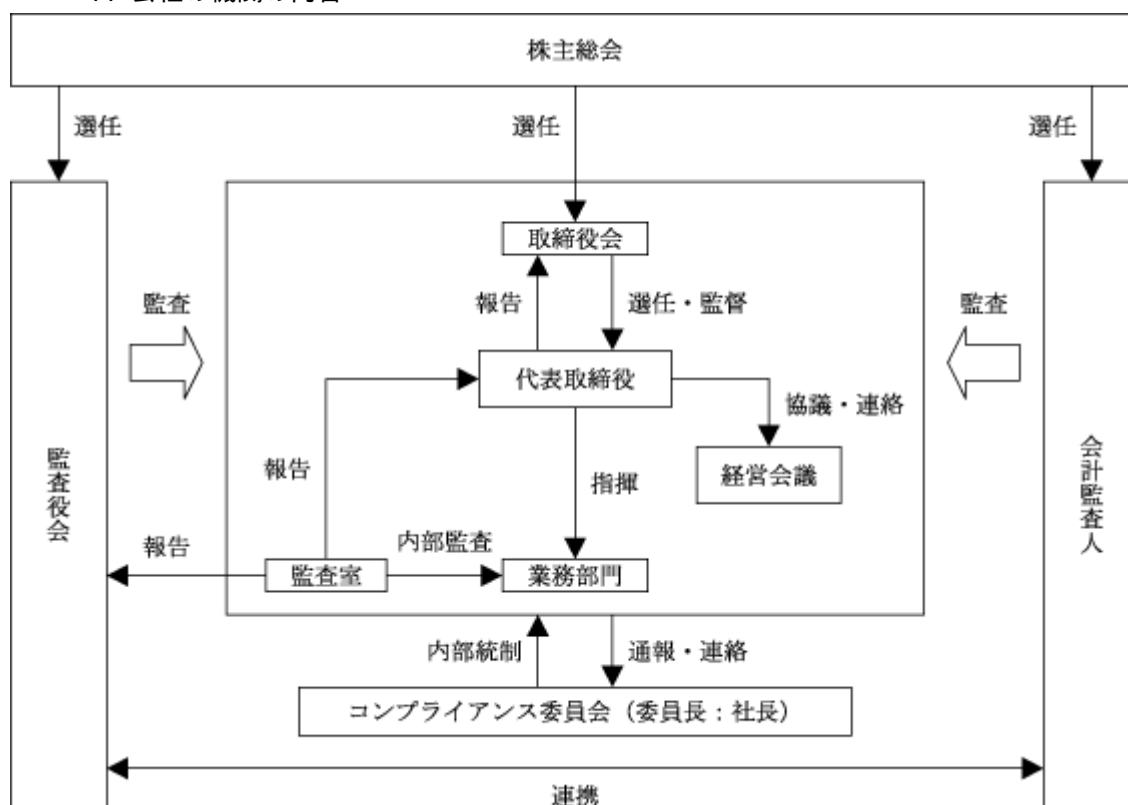 株主総会
選任
選任
選任
取締役会
監査
報告
選任・監督
監査
代表取締役
協議・連絡
監査役会
報告
指揮
経営会議
会計監査人
報告
内部監査
監査室
業務部門
内部統制
通報・連絡
コンプライアンス委員会（委員長：社長）
連携